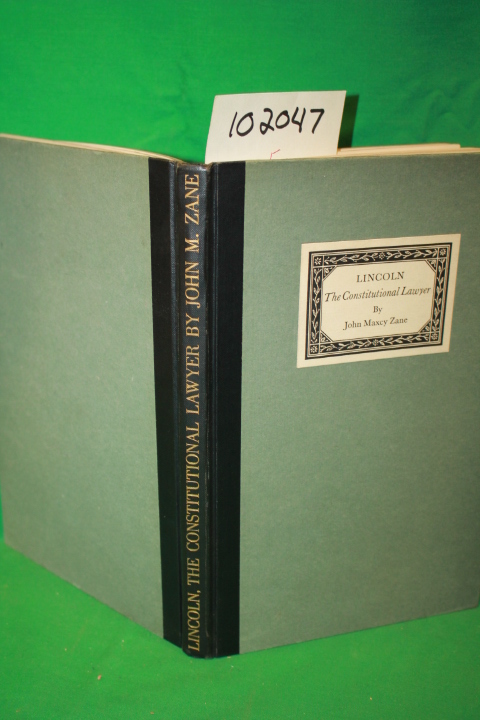 102047
LINCOLN, THE CONSTITUTIONAL LAWYER BY JOHN M. ZANE
LINCOLN
The Constitutional Lawyer
By
John Maxcy Zane